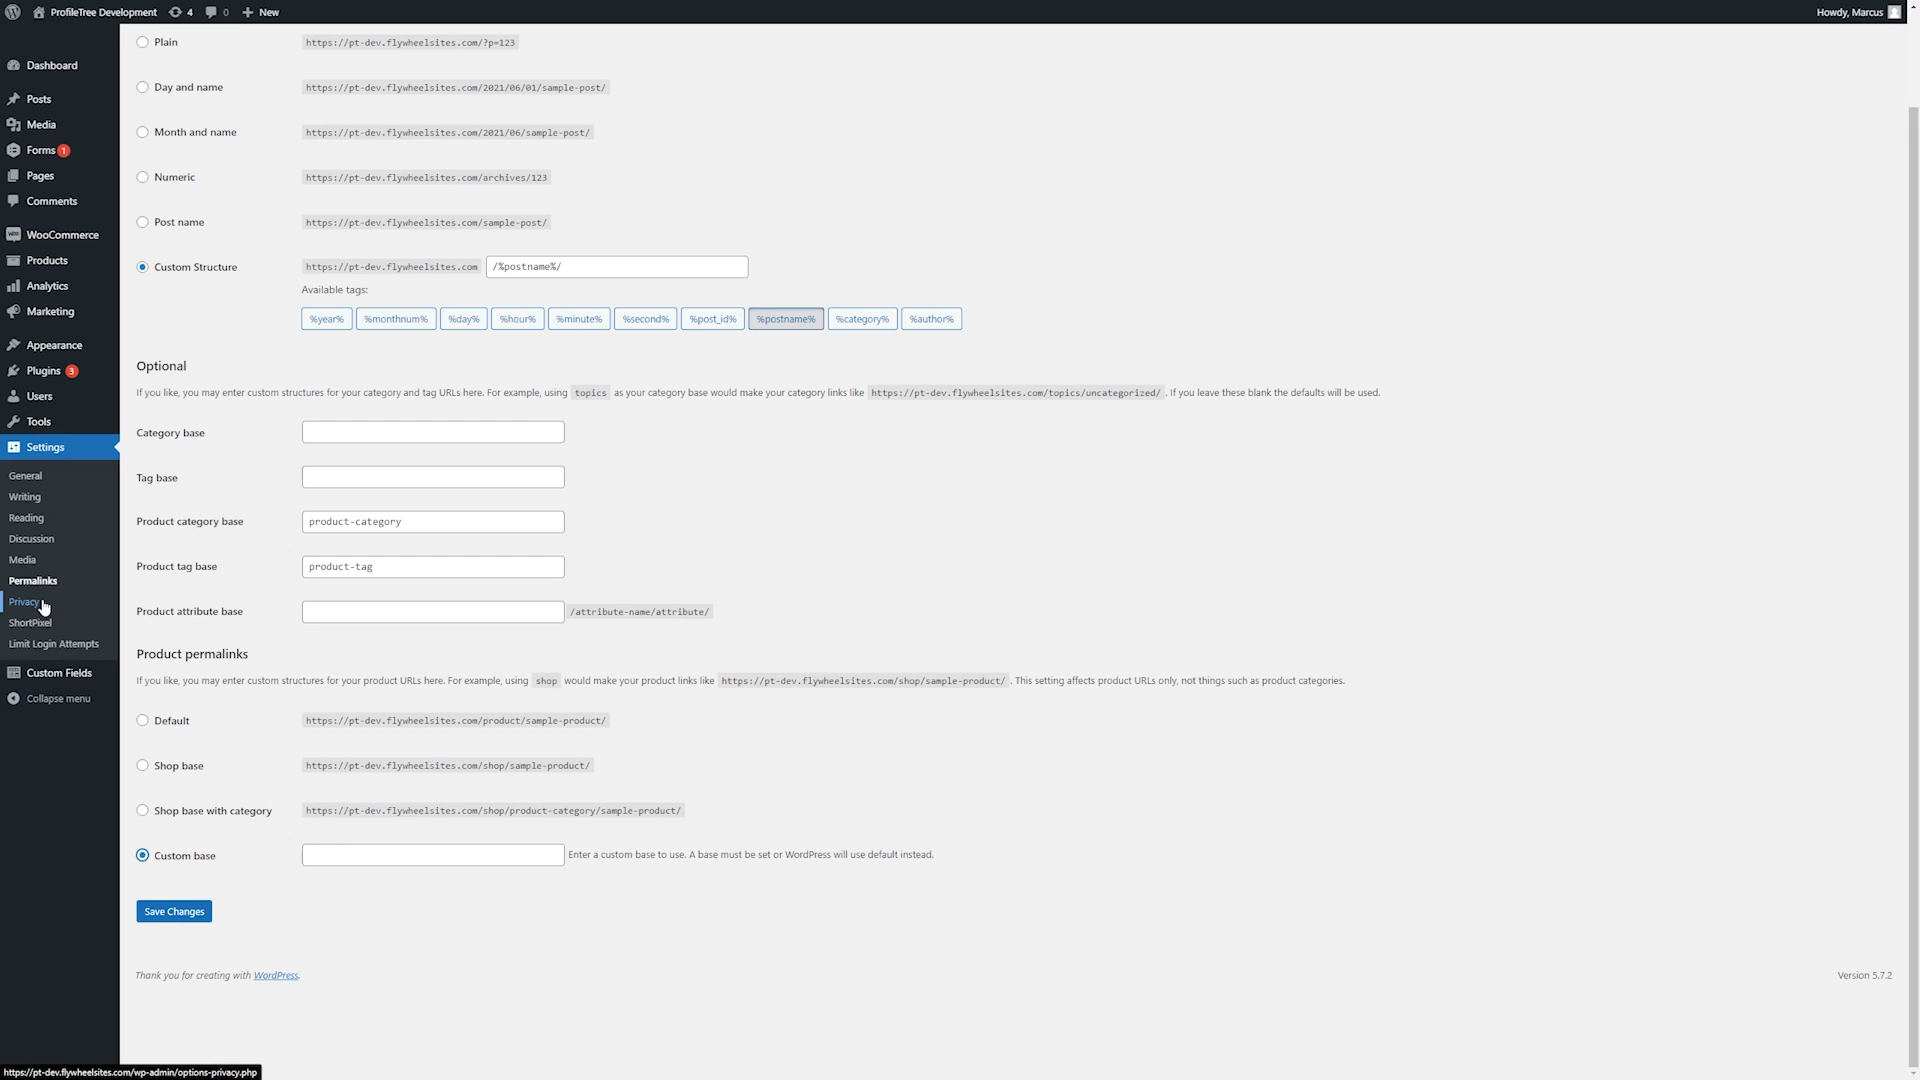 ProfileTree Development 4 0 + New Howdy, Marcus
Dashboard
Posts
Media
Forms 1
Pages
Comments
WooCommerce
Products
Analytics
Marketing
Appearance
Plugins 3
Users
Tools
Settings
General
Writing
Reading
Discussion
Media
Permalinks
Privacy
ShortPixel
Limit Login Attempts
Custom Fields
Collapse menu
Plain https://pt-dev.flywheelsites.com/?p=123
Day and name https://pt-dev.flywheelsites.com/2021/06/01/sample-post/
Month and name https://pt-dev.flywheelsites.com/2021/06/sample-post/
Numeric https://pt-dev.flywheelsites.com/archives/123
Post name https://pt-dev.flywheelsites.com/sample-post/
Custom Structure https://pt-dev.flywheelsites.com /%postname%/
Available tags:
%year% %monthnum% %day% %hour% %minute% %second% %post_id% %postname% %category% %author%
Optional
If you like, you may enter custom structures for your category and tag URLs here. For example, using topics as your category base would make your category links like https://pt-dev.flywheelsites.com/topics/uncategorized/ . If you leave these blank the defaults will be used.
Category base
Tag base
Product category base product-category
Product tag base product-tag
Product attribute base /attribute-name/attribute/
Product permalinks
If you like, you may enter custom structures for your product URLs here. For example, using shop would make your product links like https://pt-dev.flywheelsites.com/shop/sample-product/ . This setting affects product URLs only, not things such as product categories.
Default https://pt-dev.flywheelsites.com/product/sample-product/
Shop base https://pt-dev.flywheelsites.com/shop/sample-product/
Shop base with category https://pt-dev.flywheelsites.com/shop/product-category/sample-product/
Custom base Enter a custom base to use. A base must be set or WordPress will use default instead.
Save Changes
Thank you for creating with WordPress. Version 5.7.2
https://pt-dev.flywheelsites.com/wp-admin/options-privacy.php